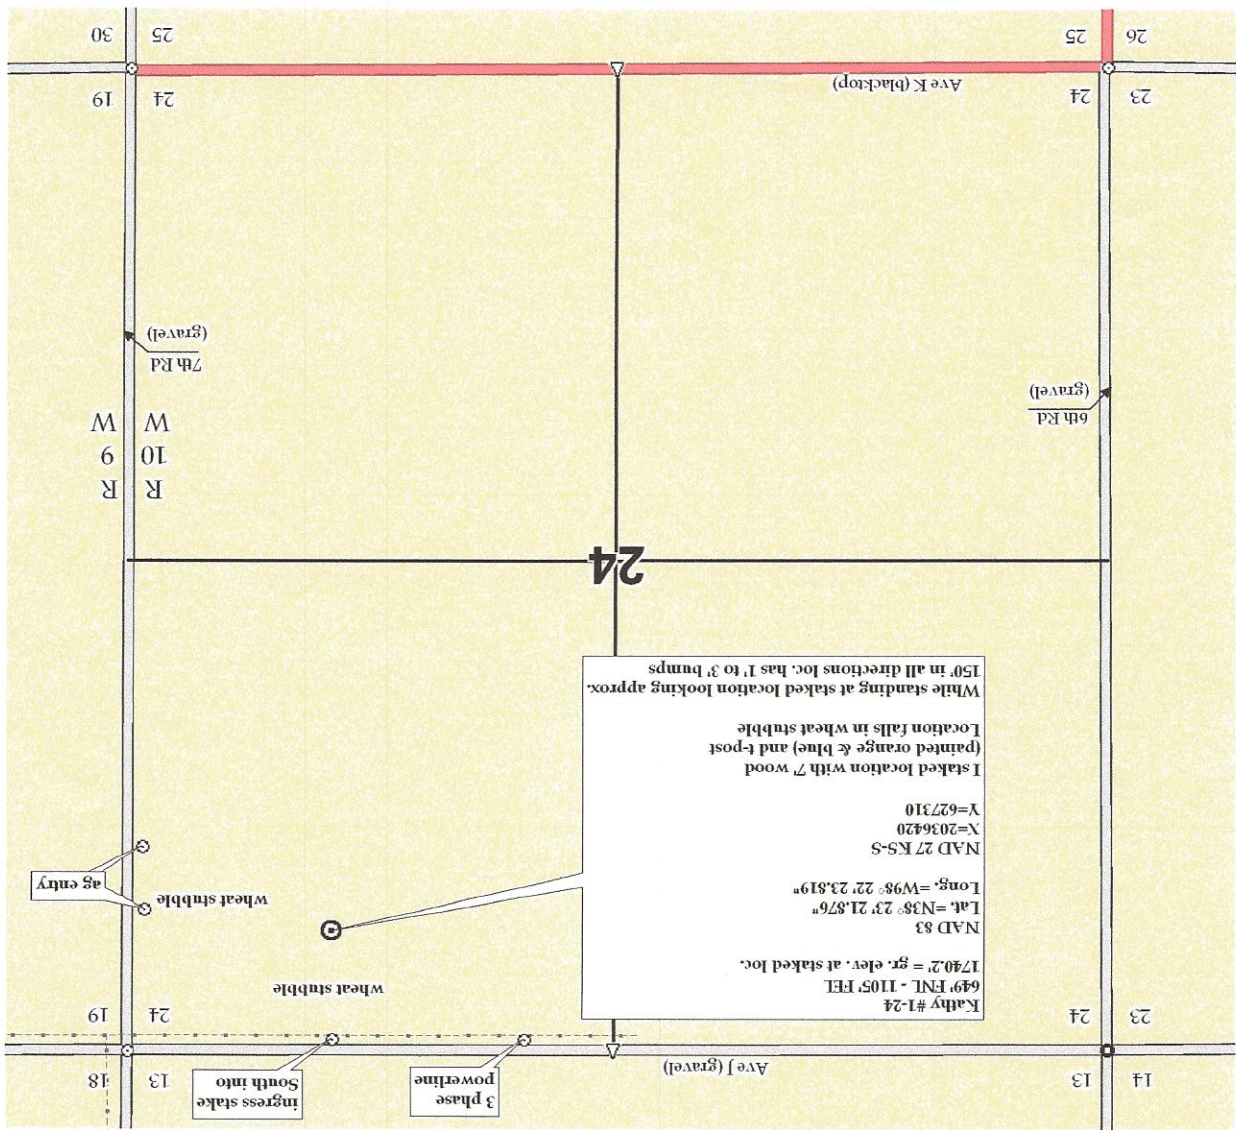 14 13
13 18
Ave J (gravel)
3 phase
powerline
ingress stake
South into
23 24
24 19
Kathy #1-24
649' FNL - 1105' FEL
1740.2' = gr. elev. at staked loc.
NAD 83
Lat. =N38° 23' 21.876"
Long. =W98° 22' 23.819"
NAD 27 KS-S
X=2036420
Y=627310
I staked location with 7' wood
(painted orange & blue) and t-post
Location falls in wheat stubble
While standing at staked location looking approx.
150' in all directions loc. has 1' to 3' bumps
wheat stubble
wheat stubble
ag entry
24
R R
10 9
W W
6th Rd
(gravel)
7th Rd
(gravel)
23 24
Ave K (blacktop)
24 19
26 25
25 30